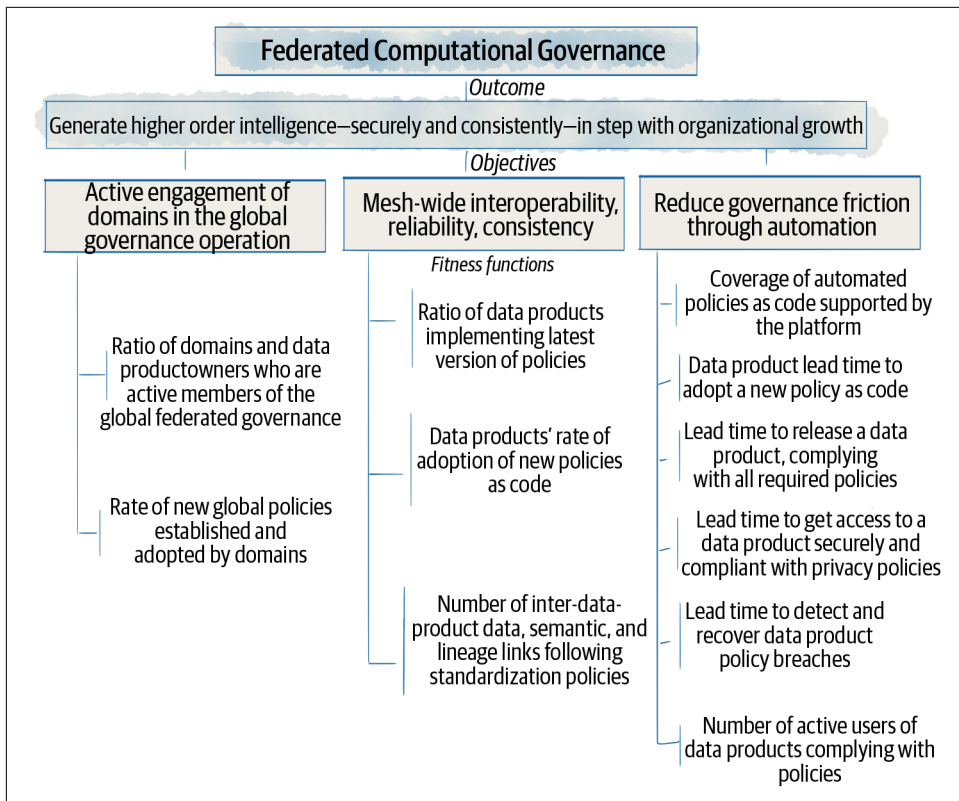 Federated Computational Governance
Outcome
Generate higher order intelligence—securely and consistently—in step with organizational growth
Objectives
Active engagement of
domains in the global
governance operation
Ratio of domains and data
productowners who are
active members of the
global federated governance
Rate of new global policies
established and
adopted by domains
Mesh-wide interoperability,
reliability, consistency
Fitness functions
Ratio of data products
implementing latest
version of policies
Data products’ rate of
adoption of new policies
as code
Number of inter-data-
product data, semantic, and
lineage links following
standardization policies
Reduce governance friction
through automation
Coverage of automated
policies as code supported by
the platform
Data product lead time to
adopt a new policy as code
Lead time to release a data
product, complying
with all required policies
Lead time to get access to a
data product securely and
compliant with privacy policies
Lead time to detect and
recover data product
policy breaches
Number of active users of
data products complying with
policies